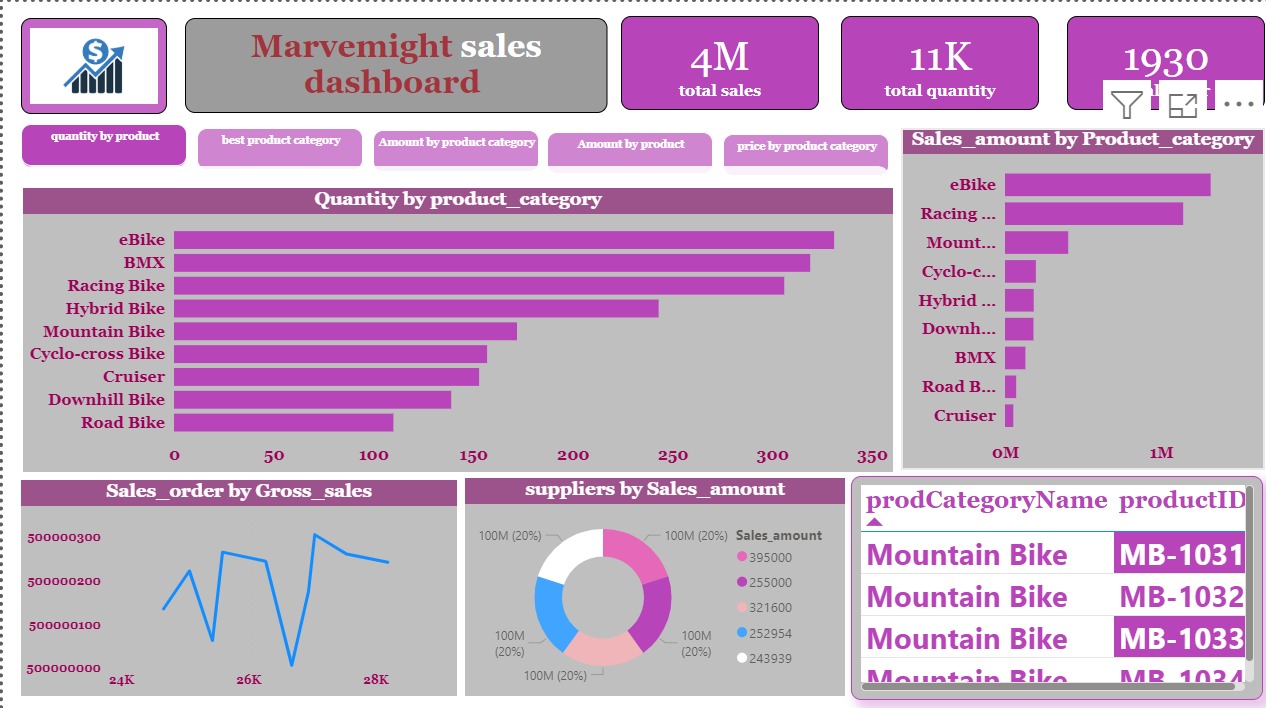 Marvemight sales
dashboard
4M
total sales
11K
total quantity
1930
quantity by product
best product category
Amount by product category
Amount by product
price by product category
Sales_amount by Product_category
eBike
Racing ...
Mount...
Cyclo-c...
Hybrid ...
Downh...
BMX
Road B...
Cruiser
0M
1M
Quantity by product_category
eBike
BMX
Racing Bike
Hybrid Bike
Mountain Bike
Cyclo-cross Bike
Cruiser
Downhill Bike
Road Bike
0 50 100 150 200 250 300 350
Sales_order by Gross_sales
500000300
500000200
500000100
500000000
24K 26K 28K
suppliers by Sales_amount
100M (20%)
100M (20%)
100M
(20%)
100M
(20%)
100M (20%)
Sales_amount
395000
255000
321600
252954
243939
prodCategoryName productID
Mountain Bike MB-1031
Mountain Bike MB-1032
Mountain Bike MB-1033
Mountain Bike MB-1034